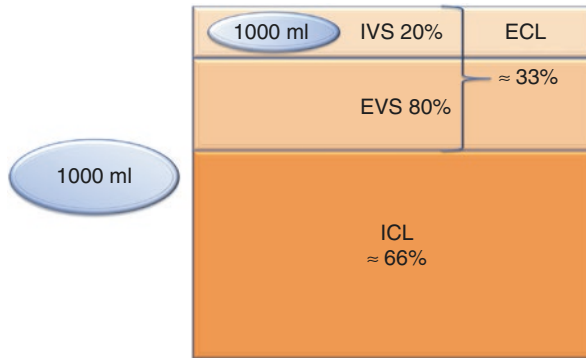 1000 ml
IVS 20%
ECL
≈ 33%
EVS 80%
1000 ml
ICL
≈ 66%